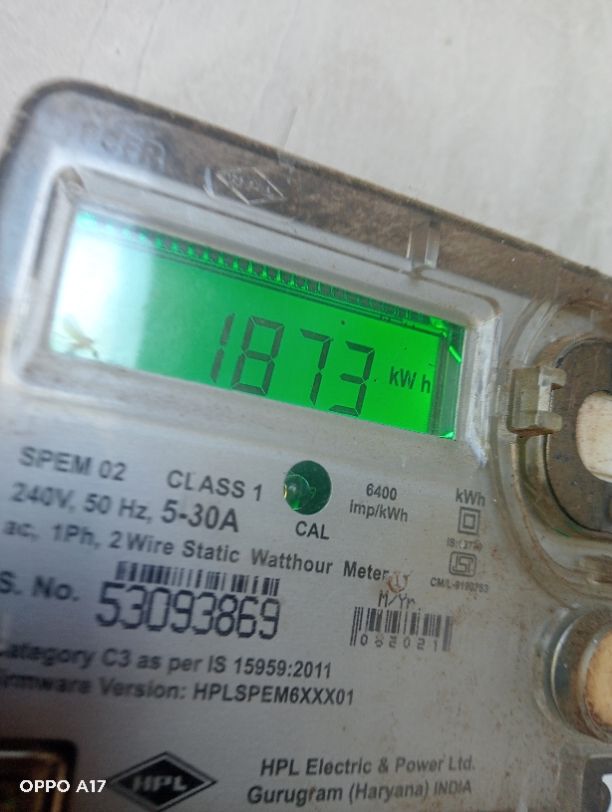 1873 kWh
SPEM 02 CLASS 1 6400 kWh
240V, 50 Hz, 5-30A CAL Imp/kWh
ac, 1Ph, 2 Wire Static Watthour Meter
S. No. 53093869 M/Yr
CM/L-9190753
082021
Category C3 as per IS 15959:2011
Firmware Version: HPLSPEM6XXX01
HPL HPL Electric & Power Ltd.
Gurugram (Haryana) INDIA
OPPO A17